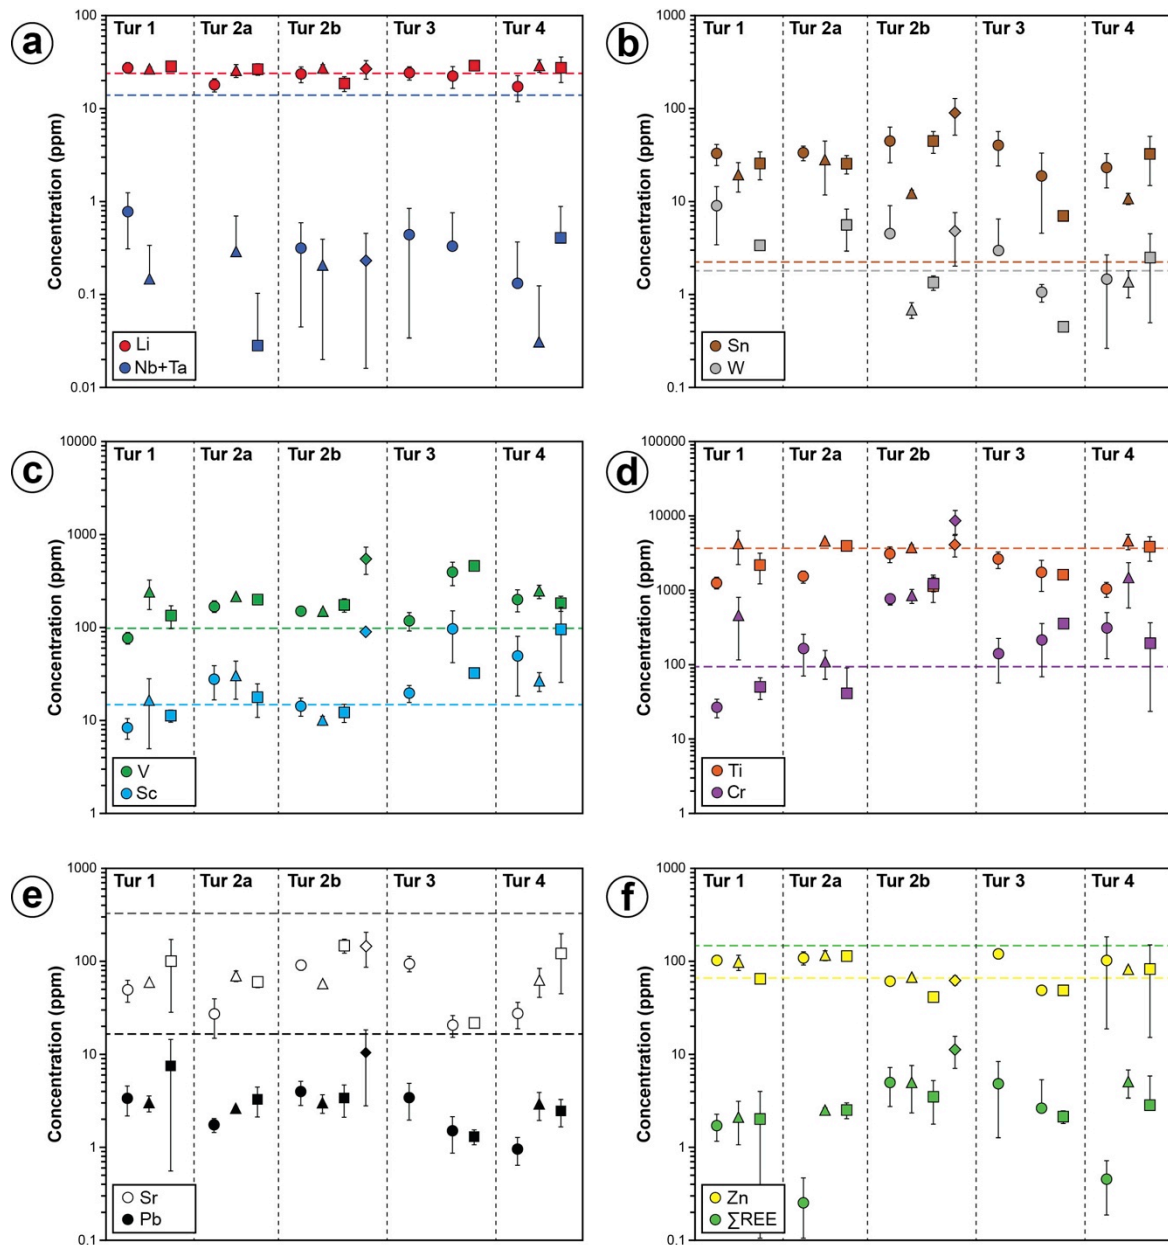 a
Tur 1 Tur 2a Tur 2b Tur 3 Tur 4
Concentration (ppm)
100
10
1
0.1
0.01
Li
Nb+Ta
b
Tur 1 Tur 2a Tur 2b Tur 3 Tur 4
Concentration (ppm)
1000
100
10
1
0.1
Sn
W
c
Tur 1 Tur 2a Tur 2b Tur 3 Tur 4
Concentration (ppm)
10000
1000
100
10
1
V
Sc
d
Tur 1 Tur 2a Tur 2b Tur 3 Tur 4
Concentration (ppm)
100000
10000
1000
100
10
1
Ti
Cr
e
Tur 1 Tur 2a Tur 2b Tur 3 Tur 4
Concentration (ppm)
1000
100
10
1
0.1
Sr
Pb
f
Tur 1 Tur 2a Tur 2b Tur 3 Tur 4
Concentration (ppm)
1000
100
10
1
0.1
Zn
∑REE